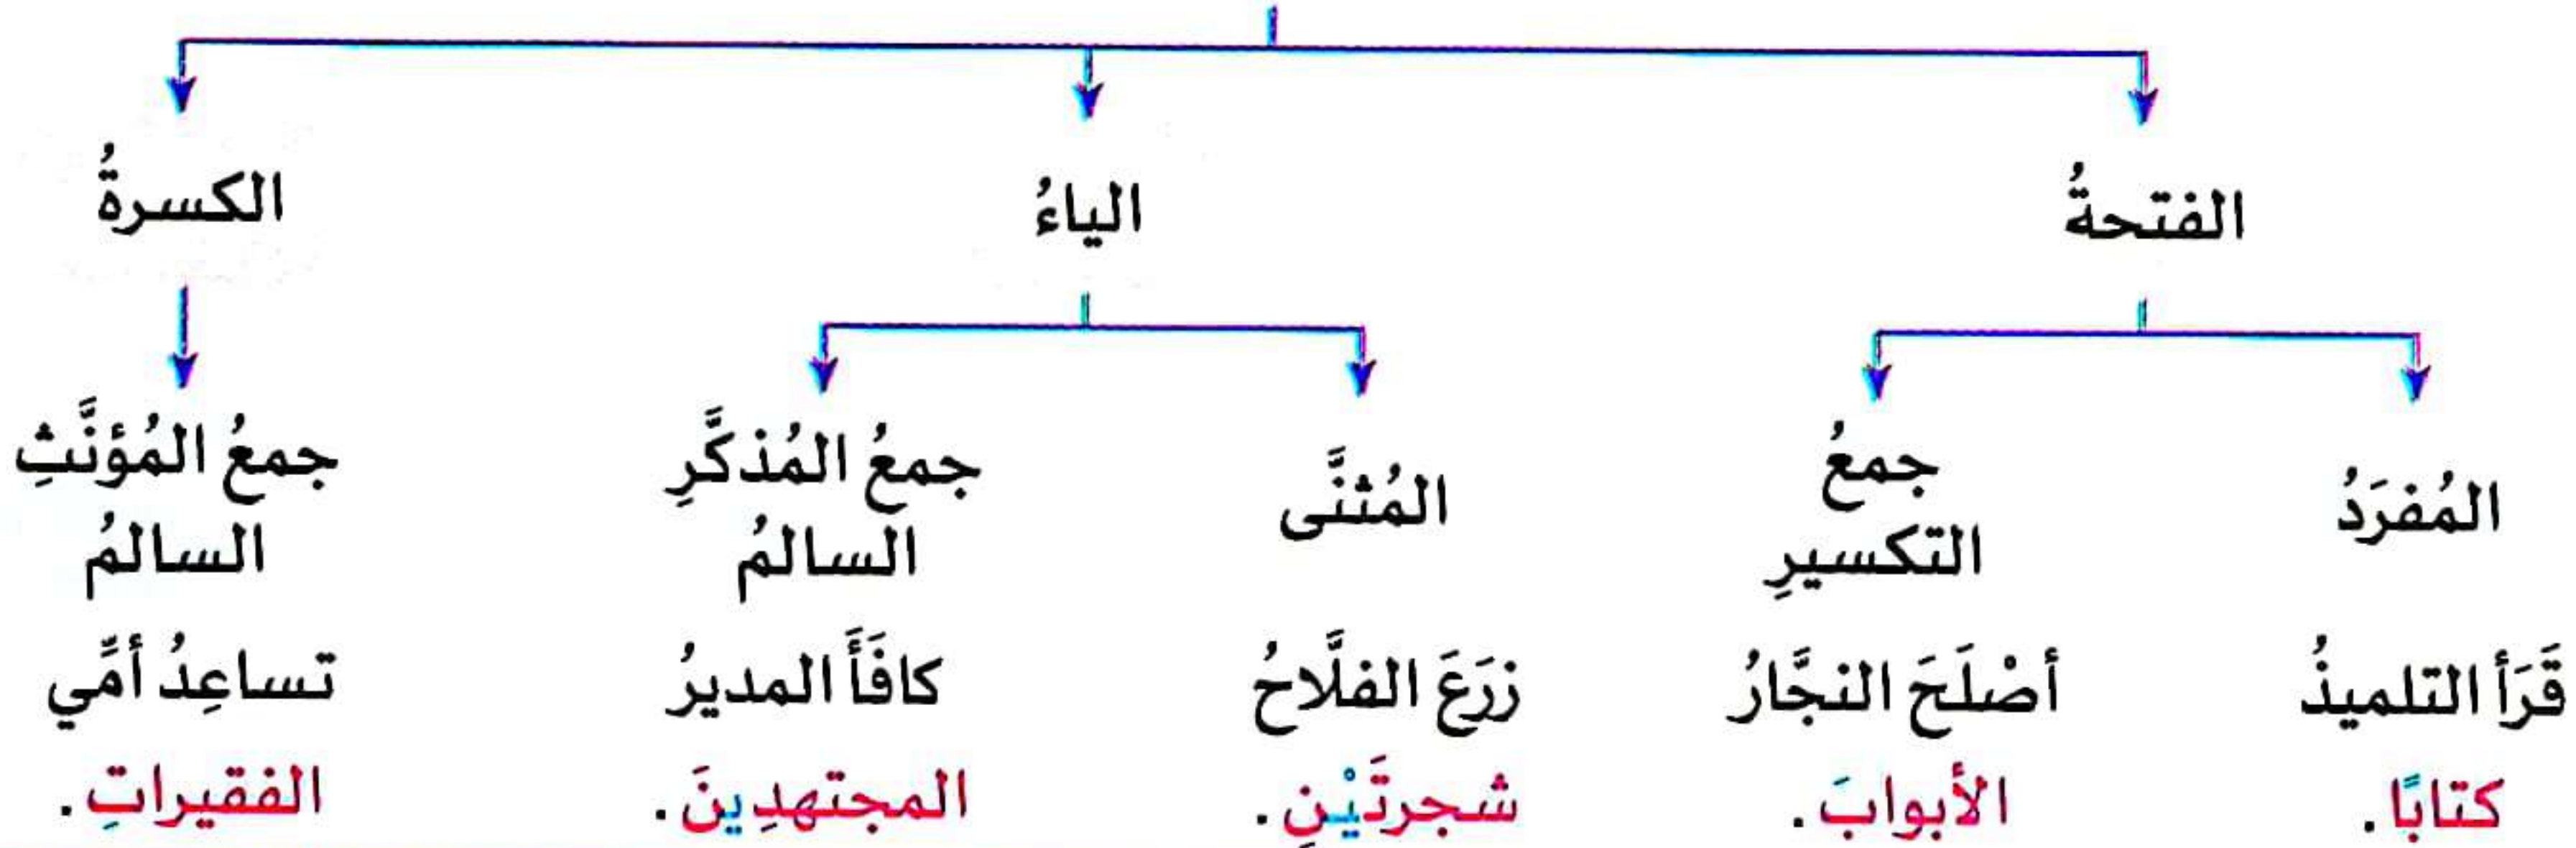 الفتحةُ
الياءُ
الكسرةُ
المُفرَدُ
جمعُ
التكسيرِ
المُثنَّى
جمعُ المُذكَّرِ
السالمُ
جمعُ المُؤنَّثِ
السالمُ
قَرَأ التلميذُ
كتابًا.
أصْلَحَ النجَّارُ
الأبوابَ.
زرَعَ الفلَّاحُ
شجرتَيْنِ.
كافَأَ المديرُ
المجتهدِينَ.
تساعِدُ أمِّي
الفقيراتِ.